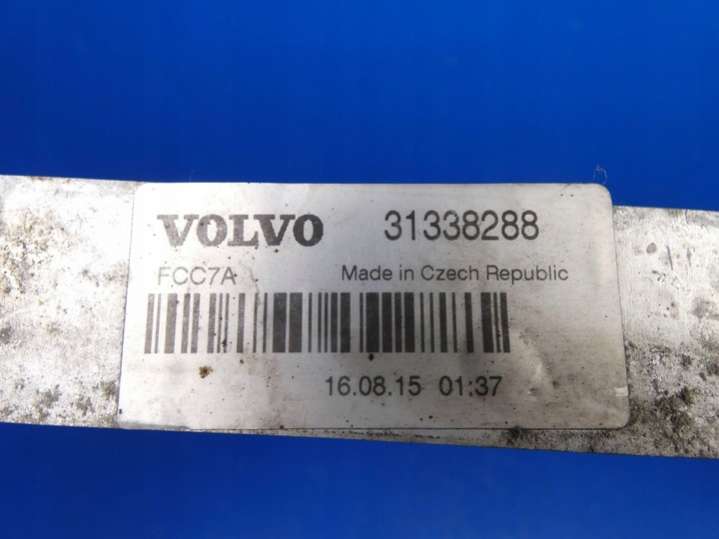 VOLVO 31338288
FCC7A Made in Czech Republic
16.08.15 01:37